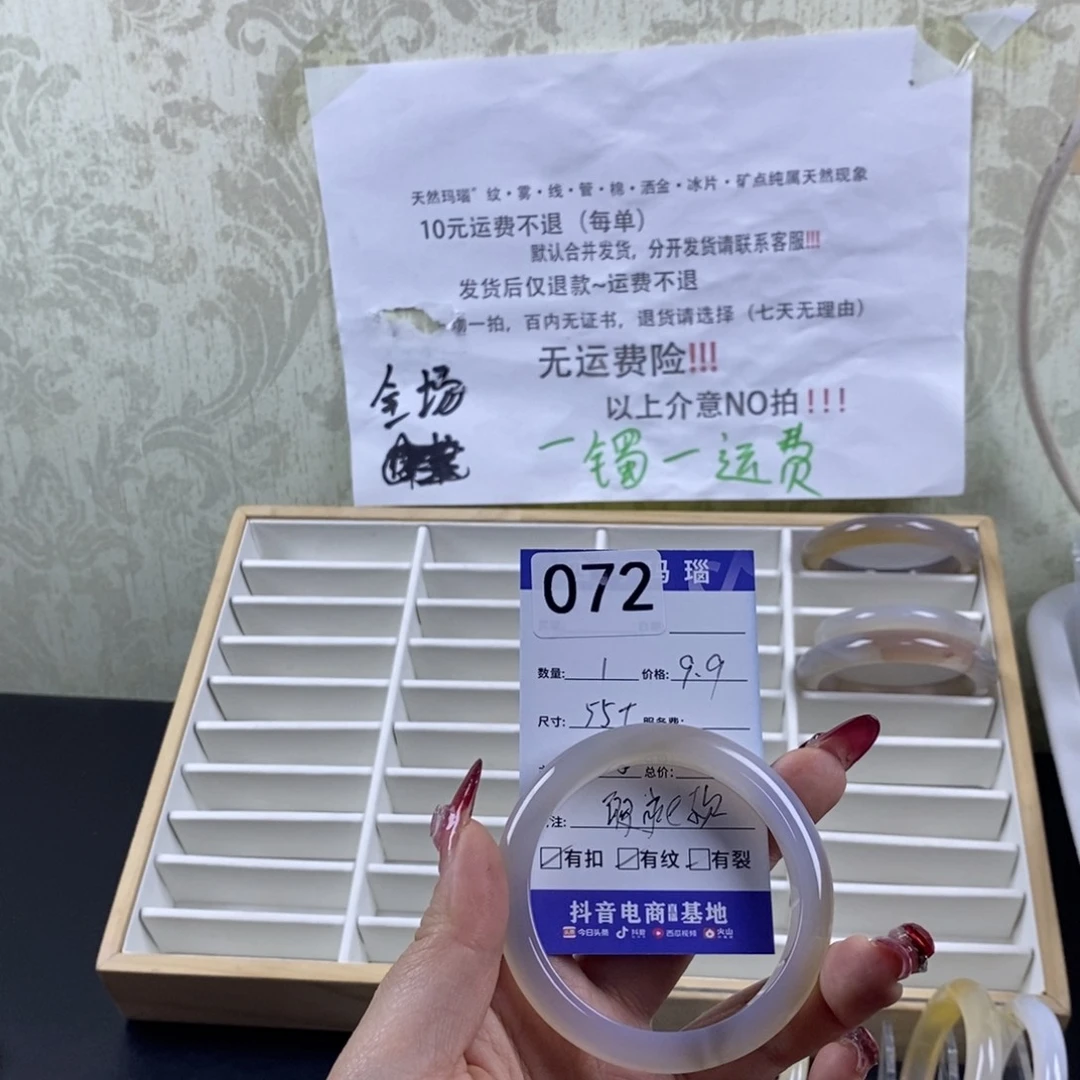 天然玛瑙”纹·雾·线·管·棉·洒金·冰片·矿点纯属天然现象
10元运费不退（每单）
默认合并发货，分开发货请联系客服!!!
发货后仅退款~运费不退
一拍，百内无证书，退货请选择（七天无理由）
无运费险!!!
以上介意NO拍!!!
全场
一镯一运费
玛瑙
072
数量: 1 价格: 9.9
尺寸: 55+ 服务费:
总价:
注:
有扣 有纹 有裂
抖音电商直播基地
今日头条 抖音 西瓜视频 火山